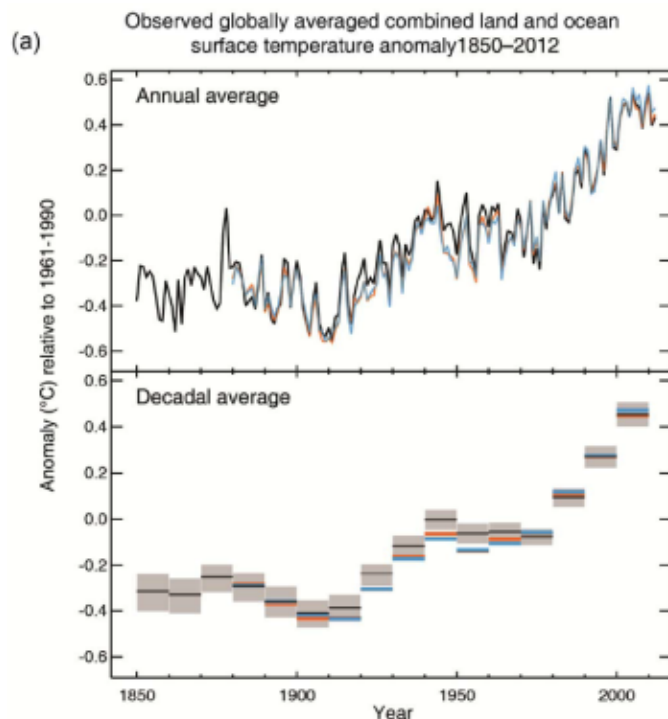 Observed globally averaged combined land and ocean
(a)
surface temperature anomaly1850–2012
0.6
Annual average
0.4
0.2
0.0
-0.2
-0.4
-0.6
Anomaly (°C) relative to 1961-1990
0.6
Decadal average
0.4
0.2
0.0
-0.2
-0.4
-0.6
1850
1900
1950
2000
Year